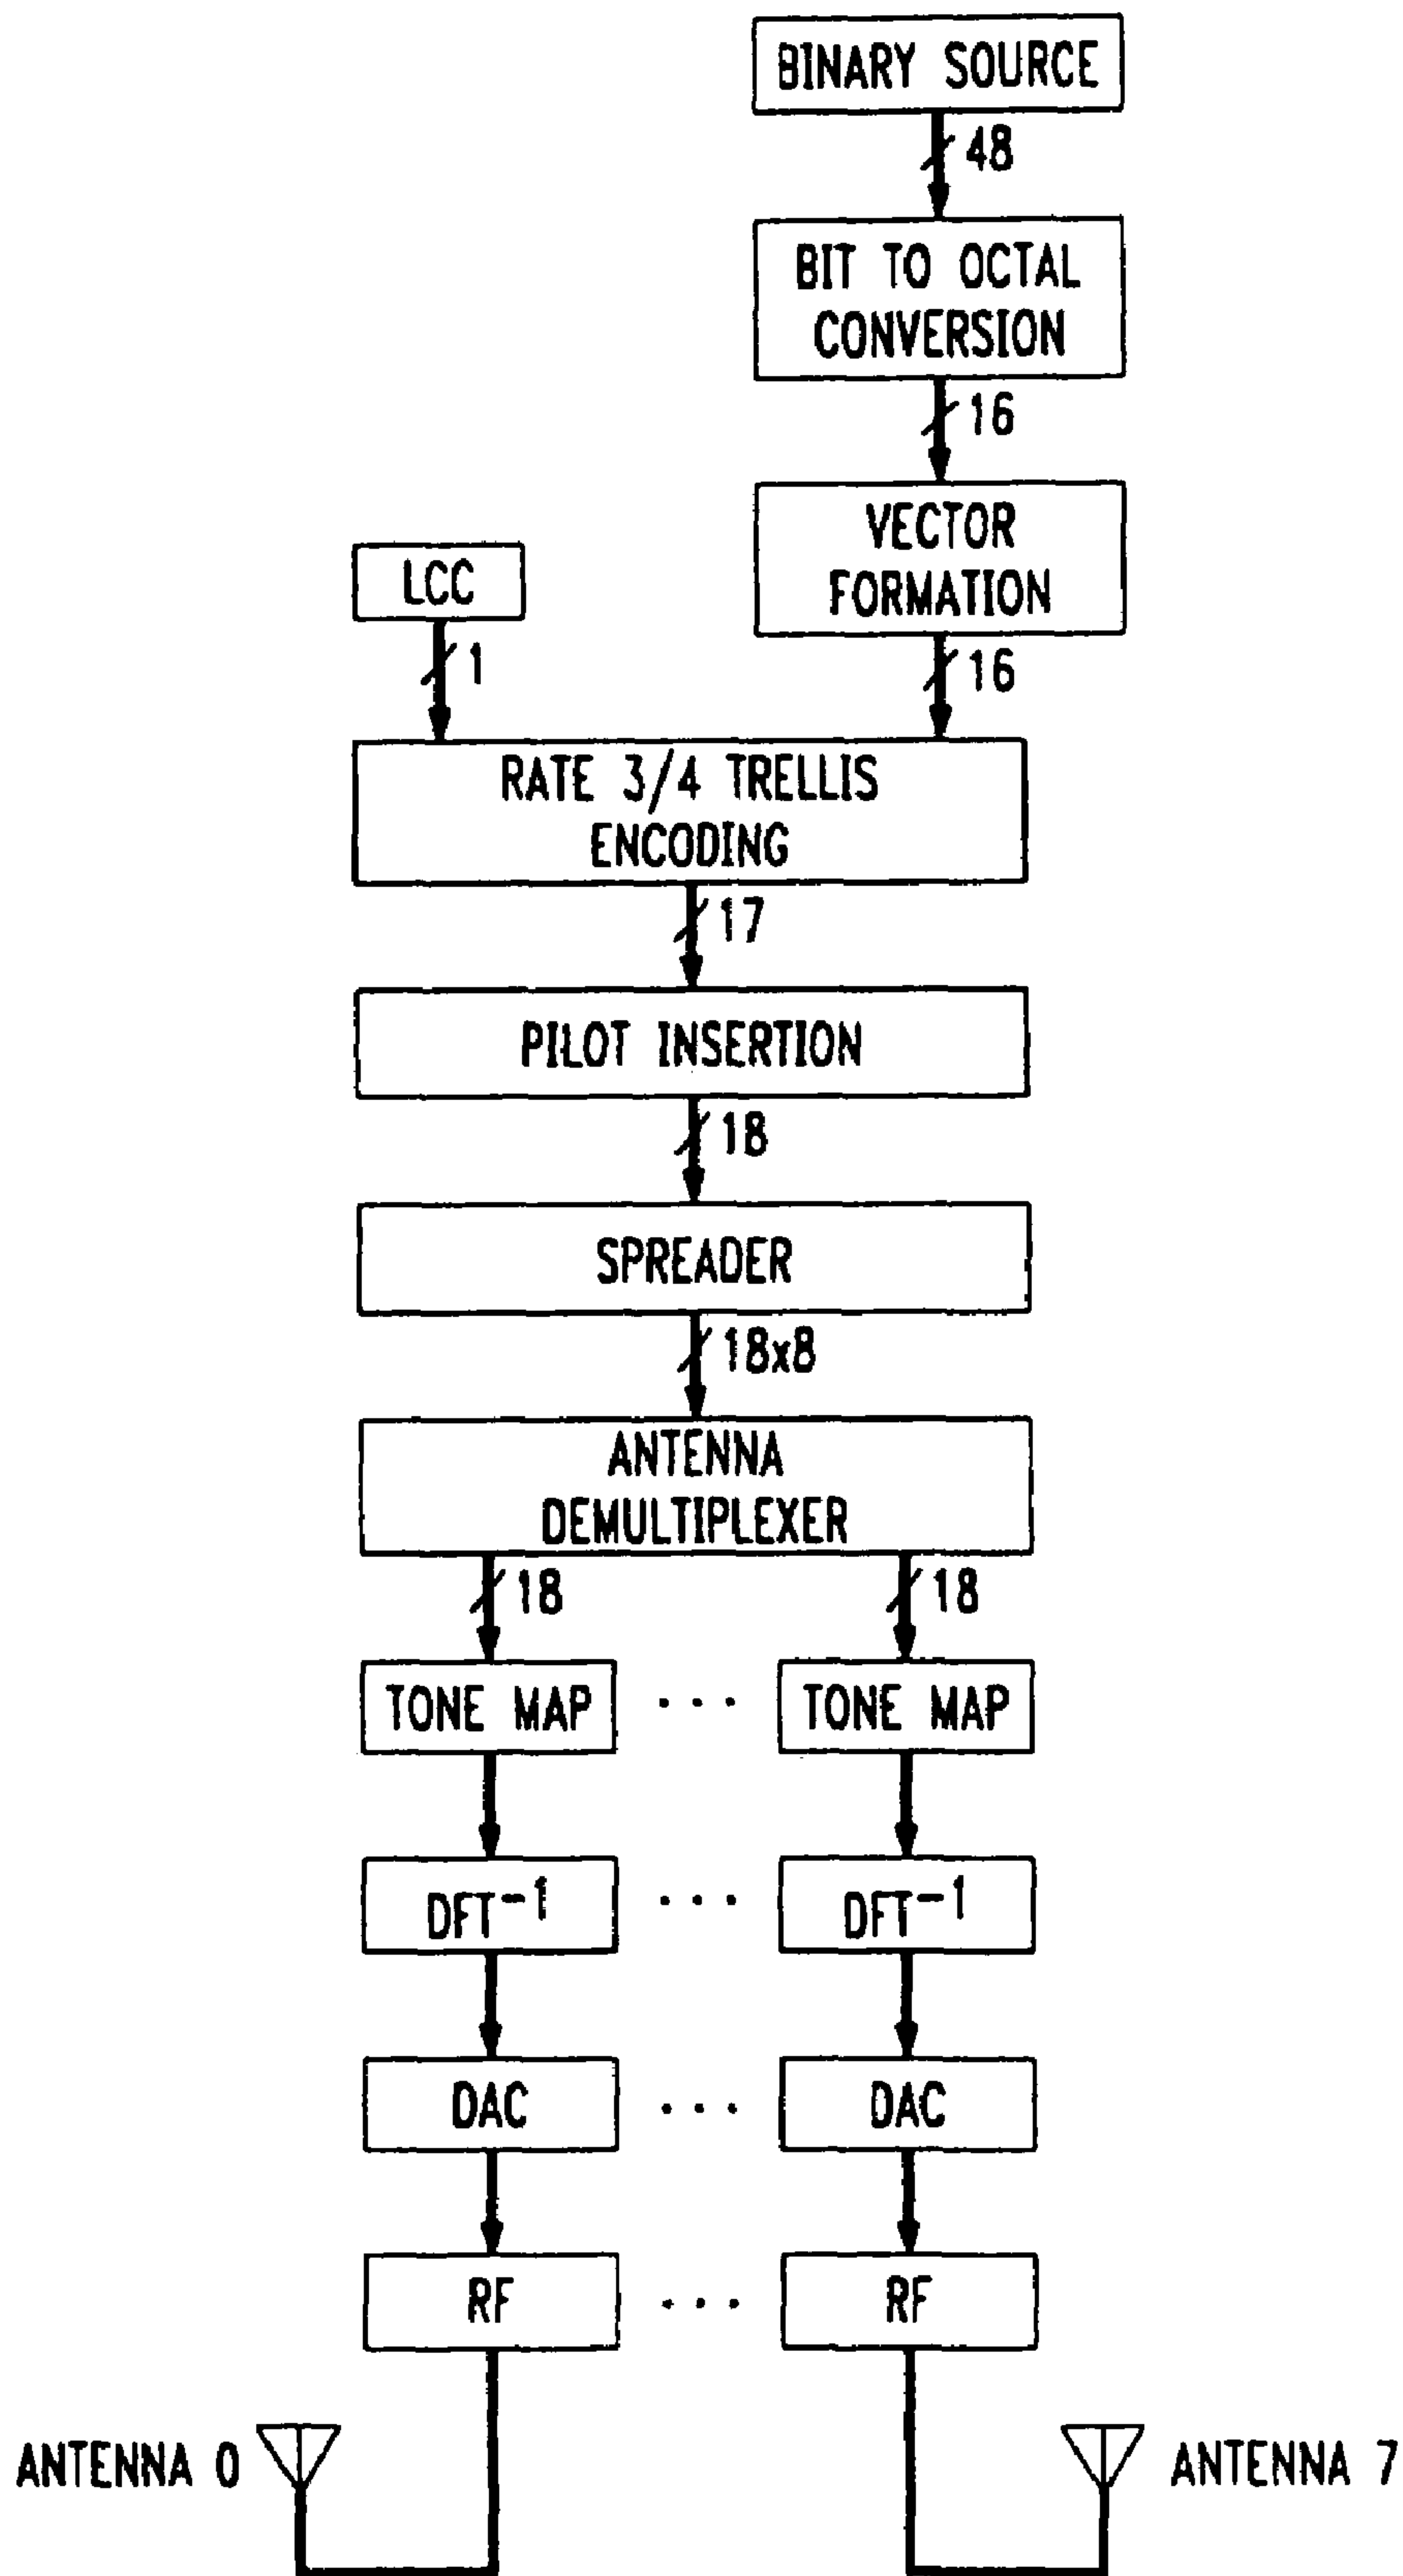 BINARY SOURCE
48
BIT TO OCTAL
CONVERSION
16
VECTOR
FORMATION
LCC
1
16
RATE 3/4 TRELLIS
ENCODING
17
PILOT INSERTION
18
SPREADER
18x8
ANTENNA
DEMULTIPLEXER
18
18
TONE MAP ... TONE MAP
DFT⁻¹ ... DFT⁻¹
DAC ... DAC
RF ... RF
ANTENNA 0
ANTENNA 7